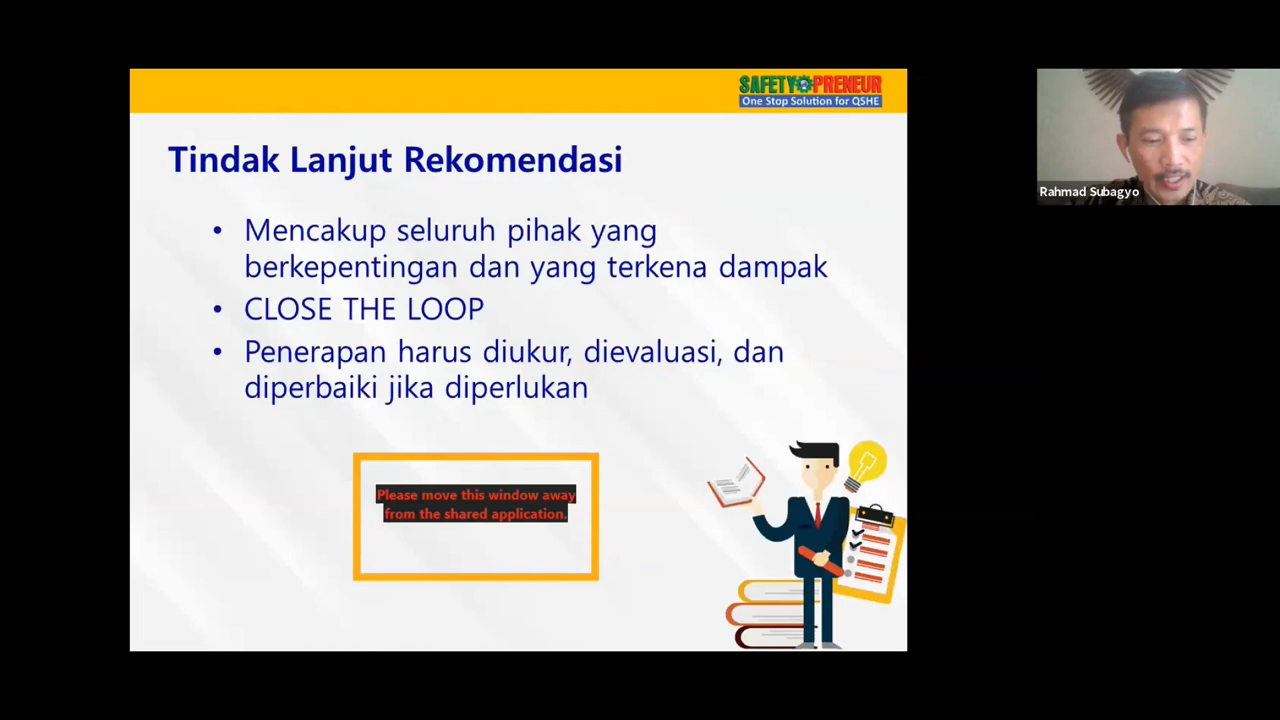 SAFETY PRENEUR
One Stop Solution for QSHE
Tindak Lanjut Rekomendasi
• Mencakup seluruh pihak yang
berkepentingan dan yang terkena dampak
• CLOSE THE LOOP
• Penerapan harus diukur, dievaluasi, dan
diperbaiki jika diperlukan
Please move this window away
from the shared application.
Rahmad Subagyo